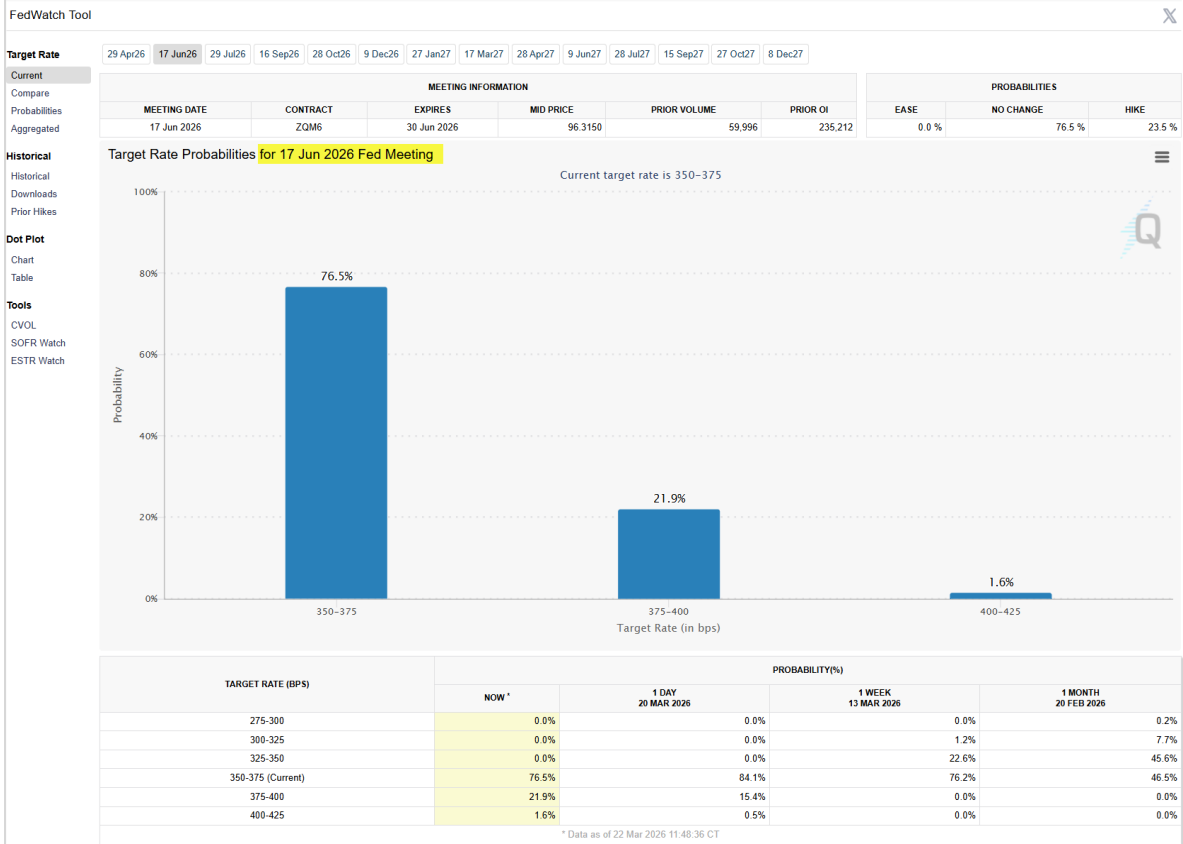 FedWatch Tool
Target Rate
Current
Compare
Probabilities
Aggregated
Historical
Historical
Downloads
Prior Hikes
Dot Plot
Chart
Table
Tools
CVOL
SOFR Watch
ESTR Watch
29 Apr26 17 Jun26 29 Jul26 16 Sep26 28 Oct26 9 Dec26 27 Jan27 17 Mar27 28 Apr27 9 Jun27 28 Jul27 15 Sep27 27 Oct27 8 Dec27
MEETING INFORMATION
MEETING DATE CONTRACT EXPIRES MID PRICE PRIOR VOLUME PRIOR OI
17 Jun 2026 ZQM6 30 Jun 2026 96.3150 59,996 235,212
PROBABILITIES
EASE NO CHANGE HIKE
0.0 % 76.5 % 23.5 %
Target Rate Probabilities for 17 Jun 2026 Fed Meeting
Current target rate is 350–375
Q
Probability
100%
80%
60%
40%
20%
0%
76.5%
21.9%
1.6%
350–375 375–400 400–425
Target Rate (in bps)
TARGET RATE (BPS) PROBABILITY(%)
NOW * 1 DAY 1 WEEK 1 MONTH
20 MAR 2026 13 MAR 2026 20 FEB 2026
275-300 0.0% 0.0% 0.0% 0.2%
300-325 0.0% 0.0% 1.2% 7.7%
325-350 0.0% 0.0% 22.6% 45.6%
350-375 (Current) 76.5% 84.1% 76.2% 46.5%
375-400 21.9% 15.4% 0.0% 0.0%
400-425 1.6% 0.5% 0.0% 0.0%
* Data as of 22 Mar 2026 11:48:36 CT